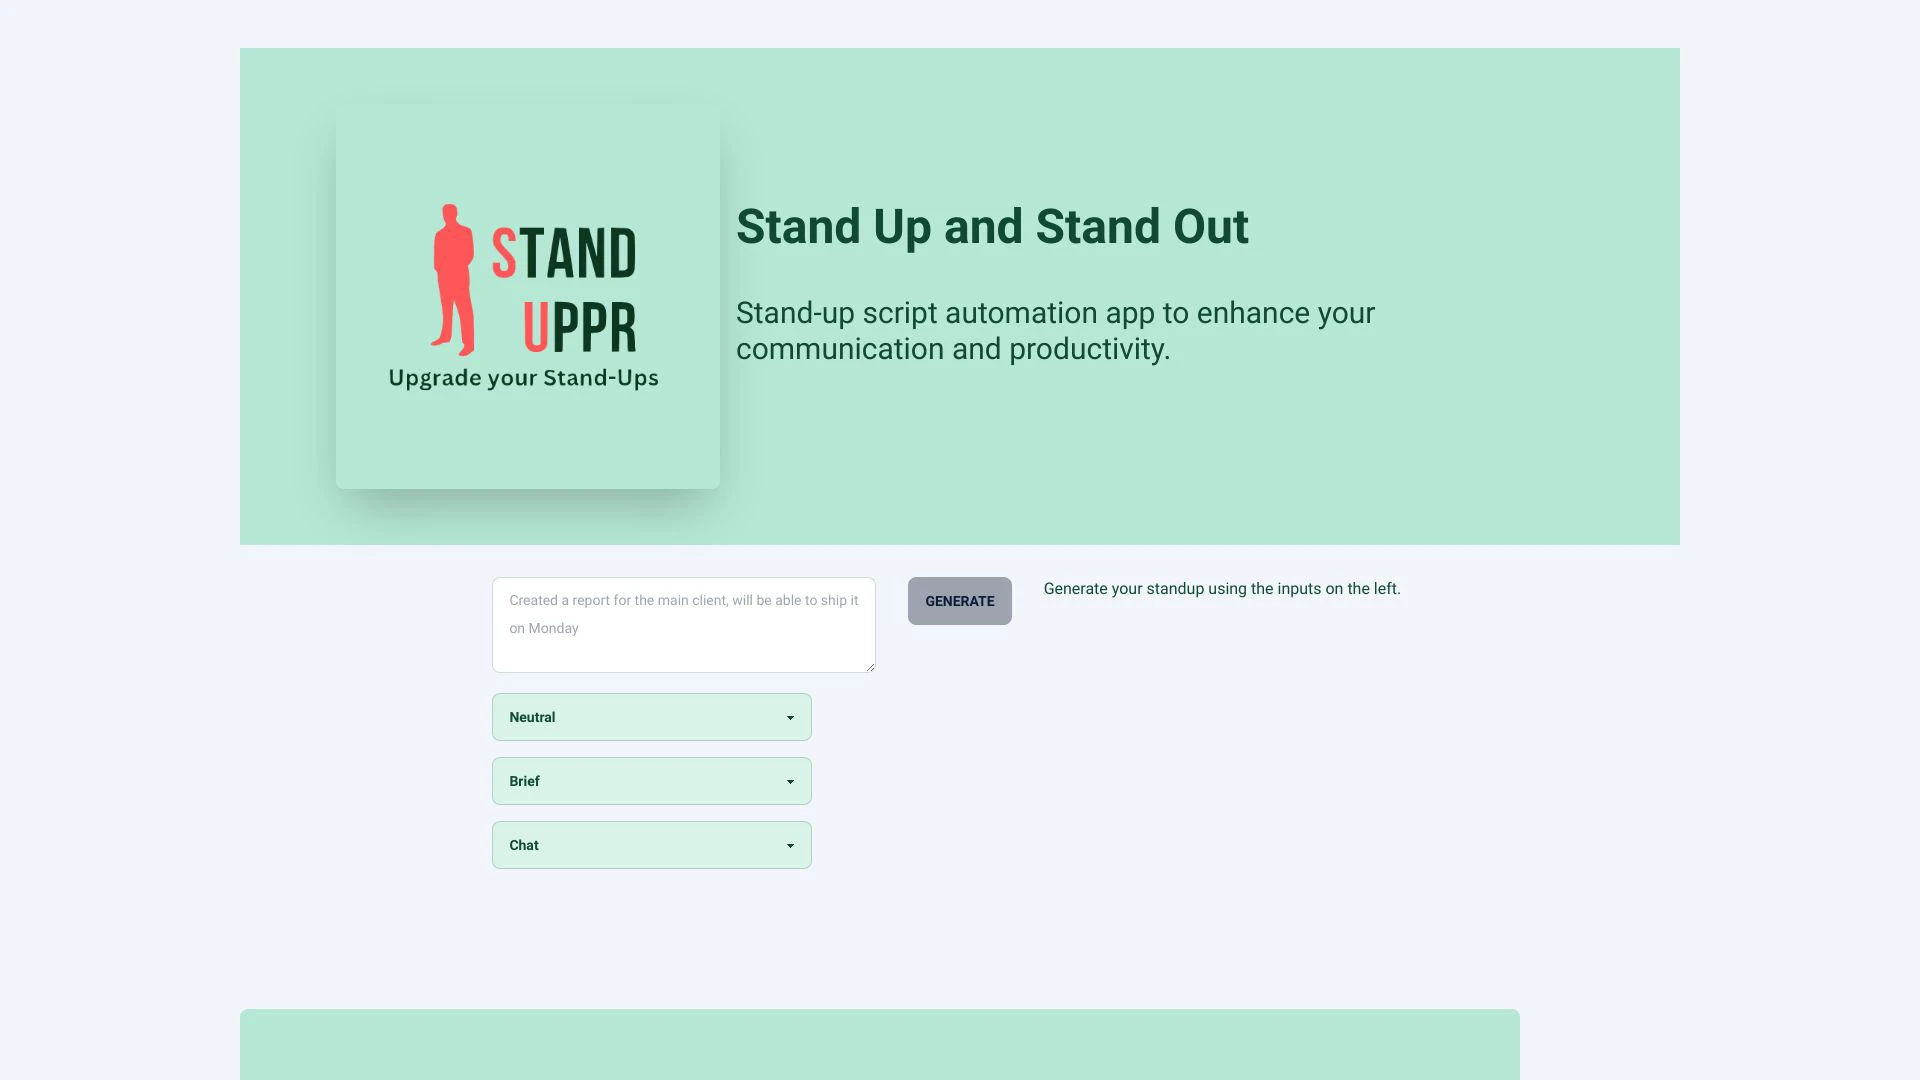 STAND
UPPR
Upgrade your Stand-Ups
Stand Up and Stand Out
Stand-up script automation app to enhance your
communication and productivity.
Created a report for the main client, will be able to ship it
on Monday
GENERATE
Generate your standup using the inputs on the left.
Neutral
Brief
Chat